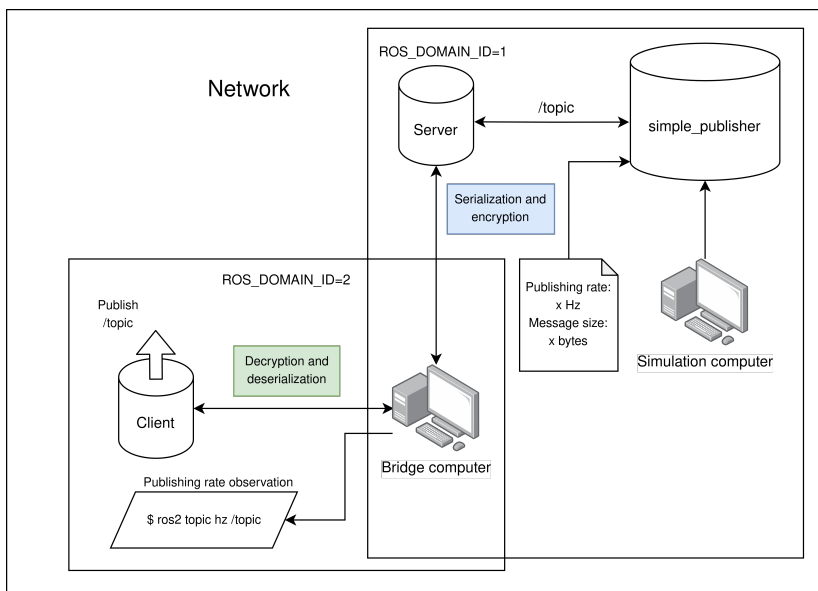 Network
ROS_DOMAIN_ID=1
Server
/topic
simple_publisher
Serialization and
encryption
Publishing rate:
x Hz
Message size:
x bytes
Simulation computer
ROS_DOMAIN_ID=2
Publish
/topic
Decryption and
deserialization
Client
Bridge computer
Publishing rate observation
$ ros2 topic hz /topic